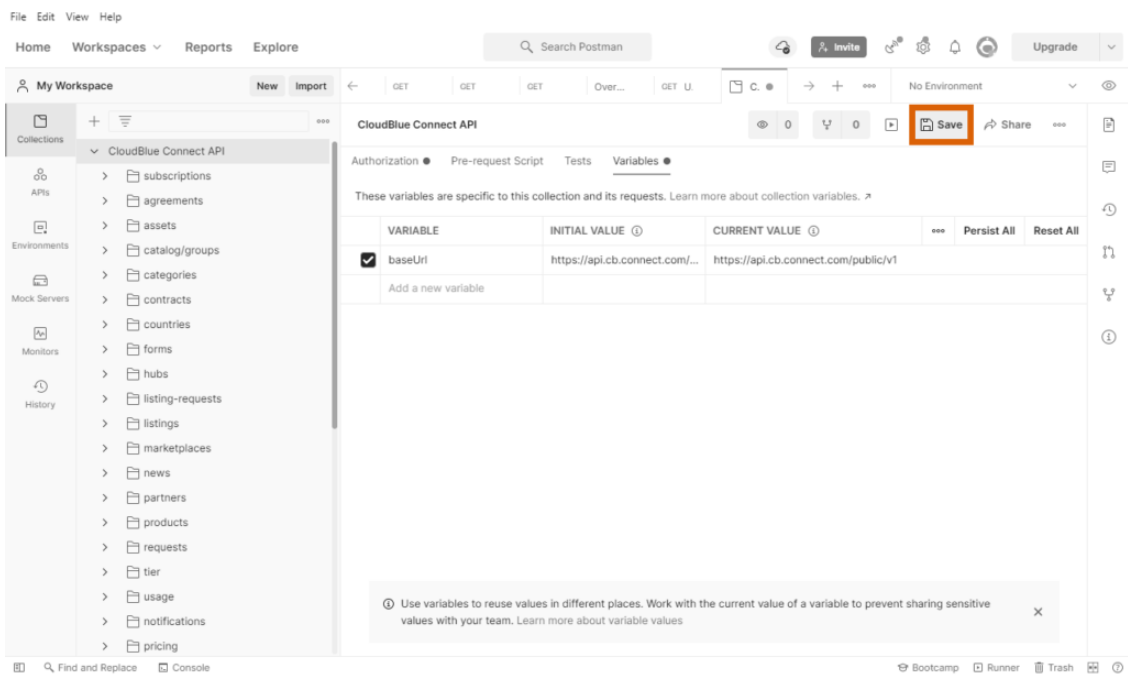 File Edit View Help
Home Workspaces Reports Explore Search Postman Invite Upgrade
My Workspace New Import GET GET GET Over... GET U. C. No Environment
Collections
APIs
Environments
Mock Servers
Monitors
History
CloudBlue Connect API
subscriptions
agreements
assets
catalog/groups
categories
contracts
countries
forms
hubs
listing-requests
listings
marketplaces
news
partners
products
requests
tier
usage
notifications
pricing
CloudBlue Connect API 0 0 Save Share
Authorization Pre-request Script Tests Variables
These variables are specific to this collection and its requests. Learn more about collection variables.
VARIABLE INITIAL VALUE CURRENT VALUE Persist All Reset All
baseUrl https://api.cb.connect.com/... https://api.cb.connect.com/public/v1
Add a new variable
Use variables to reuse values in different places. Work with the current value of a variable to prevent sharing sensitive
values with your team. Learn more about variable values
Find and Replace Console Bootcamp Runner Trash